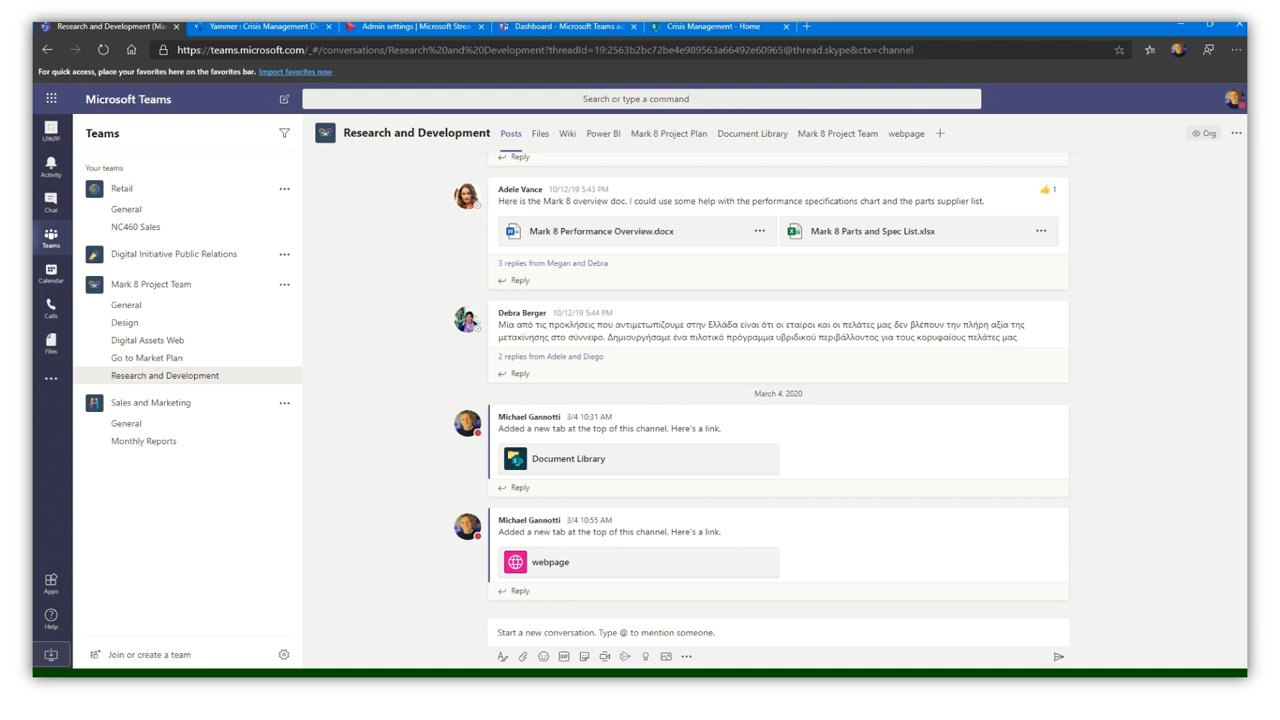 Research and Development (Ma
Yammer : Crisis Management De
Admin settings | Microsoft Strea
Dashboard - Microsoft Teams ad
Crisis Management - Home
https://teams.microsoft.com/_#/conversations/Research%20and%20Development?threadId=19:2563b2bc72be4e989563a66492e60965@thread.skype&ctx=channel
For quick access, place your favorites here on the favorites bar. Import favorites now
Microsoft Teams
Search or type a command
LPAPP
Activity
Chat
Teams
Calendar
Calls
Files
Apps
Help
Teams
Your teams
Retail
General
NC460 Sales
Digital Initiative Public Relations
Mark 8 Project Team
General
Design
Digital Assets Web
Go to Market Plan
Research and Development
Sales and Marketing
General
Monthly Reports
Join or create a team
Research and Development Posts Files Wiki Power BI Mark 8 Project Plan Document Library Mark 8 Project Team webpage
Org
Reply
Adele Vance 10/12/19 5:43 PM
1
Here is the Mark 8 overview doc. I could use some help with the performance specifications chart and the parts supplier list.
Mark 8 Performance Overview.docx
Mark 8 Parts and Spec List.xlsx
3 replies from Megan and Debra
Reply
Debra Berger 10/12/19 5:44 PM
Μία από τις προκλήσεις που αντιμετωπίζουμε στην Ελλάδα είναι ότι οι εταίροι και οι πελάτες μας δεν βλέπουν την πλήρη αξία της
μετακίνησης στο σύννεφο. Δημιουργήσαμε ένα πιλοτικό πρόγραμμα υβριδικού περιβάλλοντος για τους κορυφαίους πελάτες μας
2 replies from Adele and Diego
Reply
March 4, 2020
Michael Gannotti 3/4 10:31 AM
Added a new tab at the top of this channel. Here's a link.
Document Library
Reply
Michael Gannotti 3/4 10:55 AM
Added a new tab at the top of this channel. Here's a link.
webpage
Reply
Start a new conversation. Type @ to mention someone.
GIF